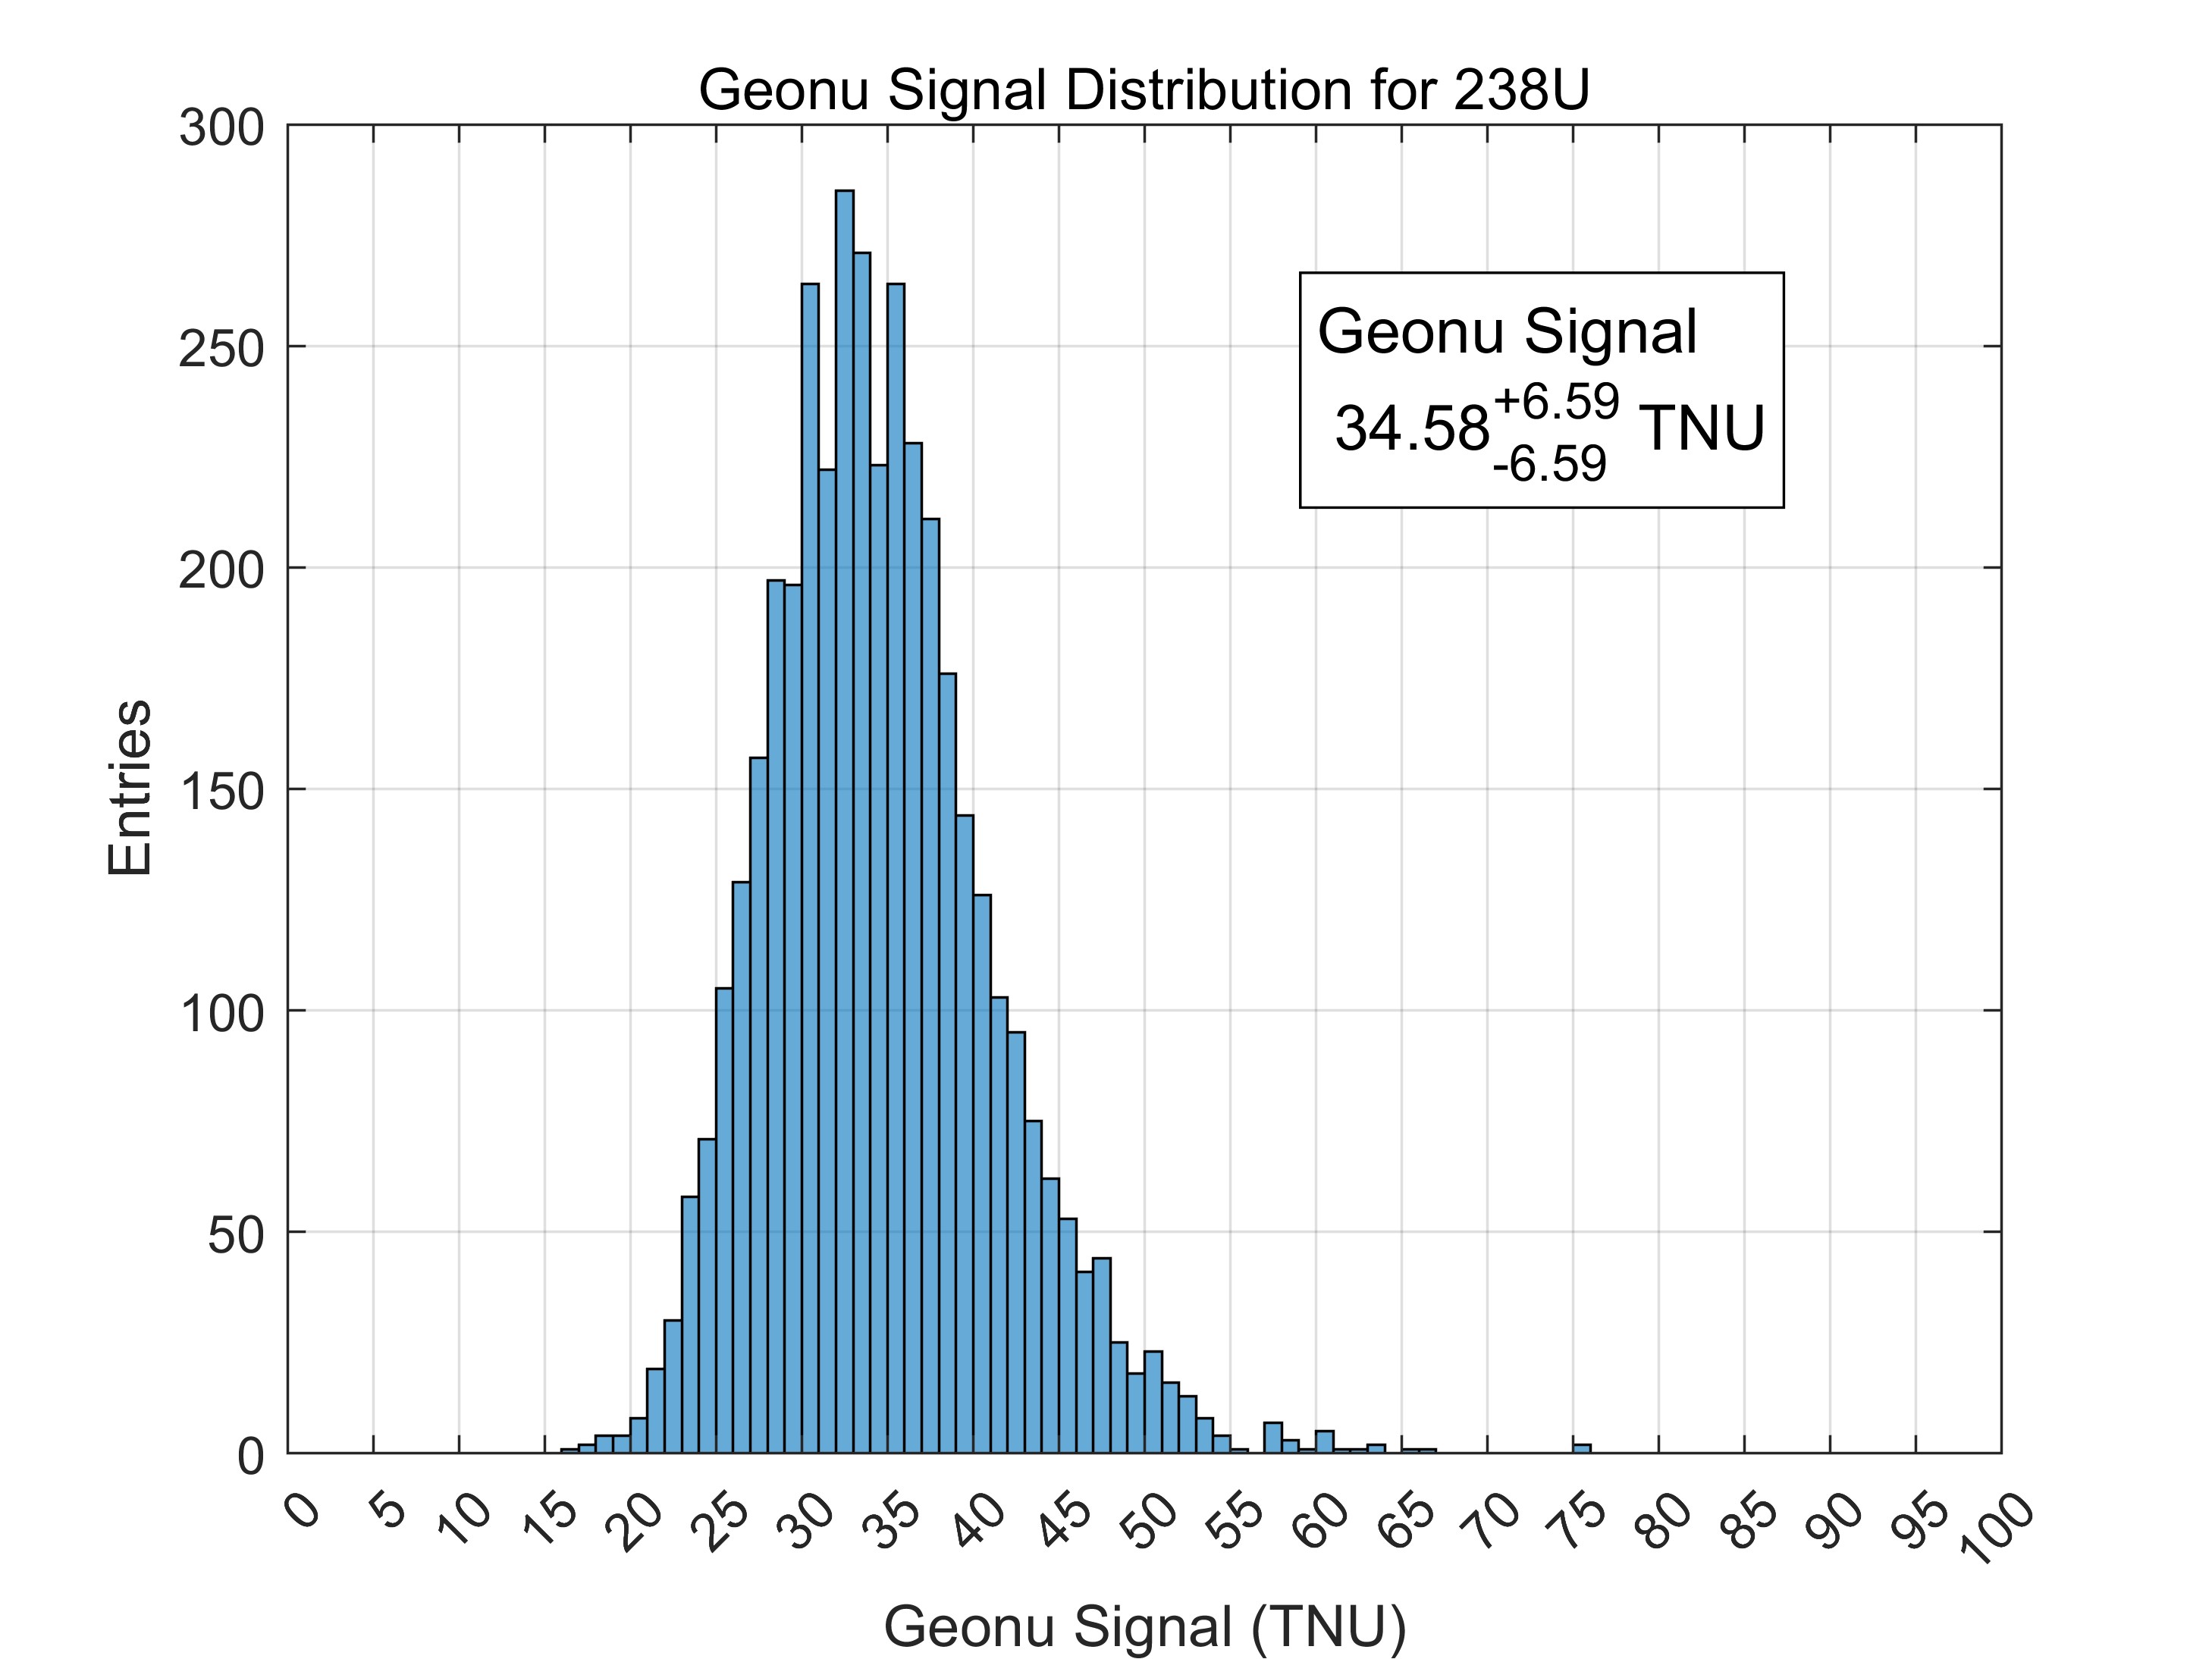 Geonu Signal Distribution for 238U
300
250
200
150
100
50
0
Entries
Geonu Signal
34.58+6.59-6.59 TNU
0 5 10 15 20 25 30 35 40 45 50 55 60 65 70 75 80 85 90 95 100
Geonu Signal (TNU)